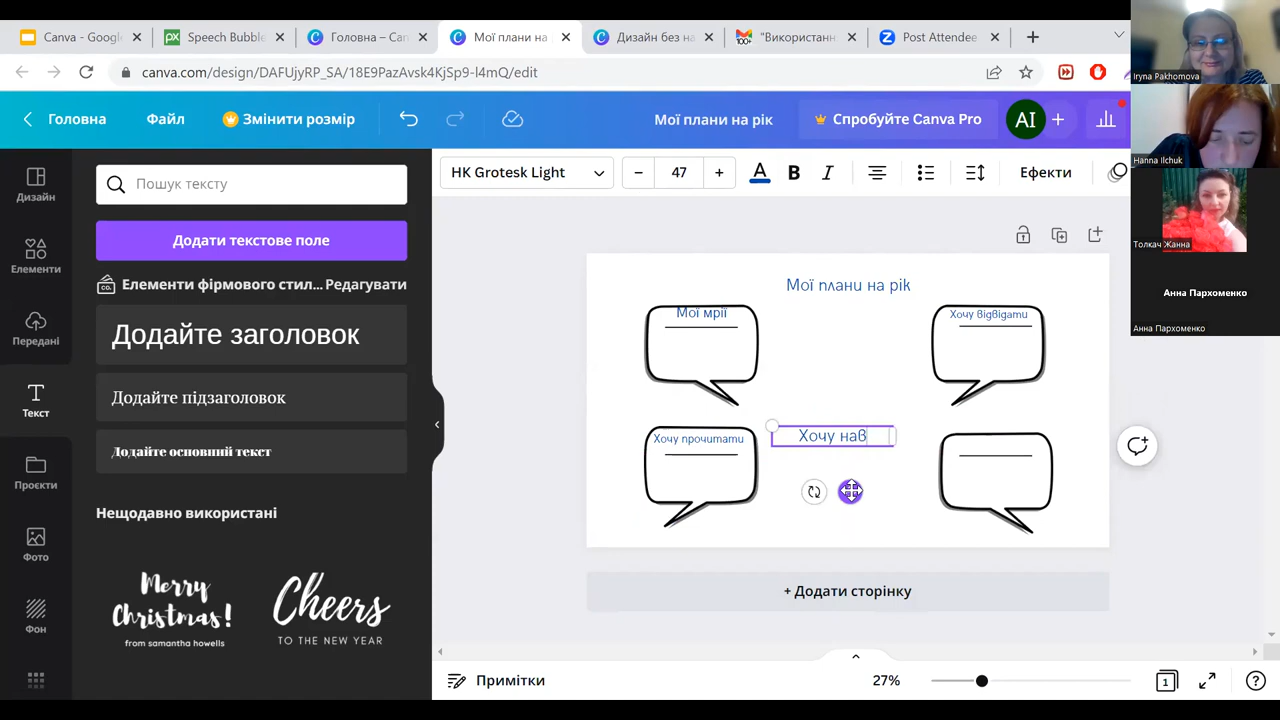 Canva - Google
Speech Bubble
Головна – Can
Мої плани на
Дизайн без на
100+
"Використанн
Post Attendee
canva.com/design/DAFUjyRP_SA/18E9PazAvsk4KjSp9-l4mQ/edit
Головна
Файл
Змінити розмір
Мої плани на рік
Спробуйте Canva Pro
AI
Iryna Pakhomova
Hanna Ilchuk
Толкач Жанна
Анна Пархоменко
Анна Пархоменко
Дизайн
Елементи
Передані
Текст
Проєкти
Фото
Фон
Пошук тексту
Додати текстове поле
Елементи фірмового стил... Редагувати
Додайте заголовок
Додайте підзаголовок
Додайте основний текст
Нещодавно використані
Merry
Christmas!
from samantha howells
Cheers
TO THE NEW YEAR
HK Grotesk Light
47
A
B
I
Ефекти
Мої плани на рік
Мої мрії
Хочу відвідати
Хочу прочитати
Хочу нав
+ Додати сторінку
Примітки
27%
1